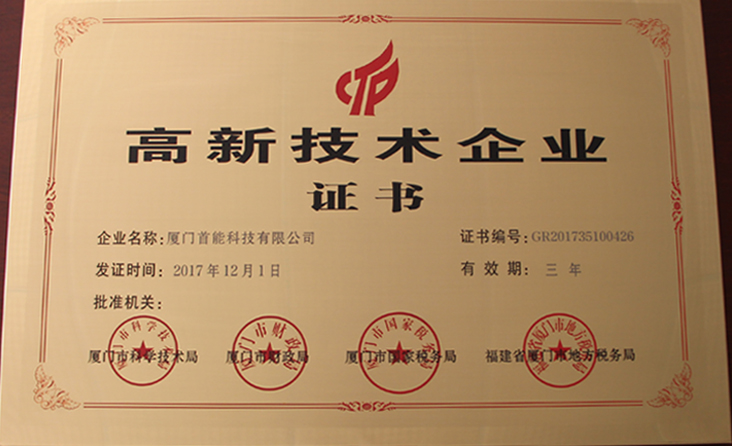 CTP
高新技术企业
证书
企业名称：厦门首能科技有限公司 证书编号：GR201735100426
发证时间：2017年12月1日 有效期：三年
批准机关：
厦门市科学技术局 厦门市财政局 厦门市国家税务局 福建省厦门市地方税务局